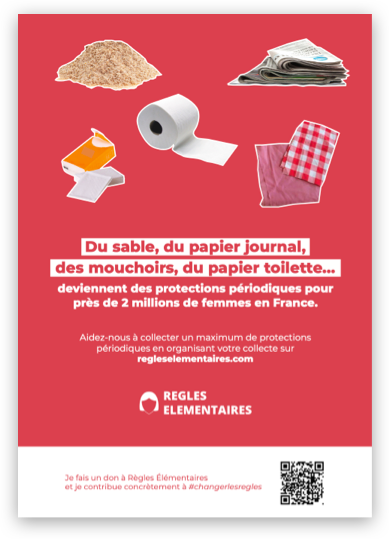 Du sable, du papier journal,
des mouchoirs, du papier toilette...
deviennent des protections périodiques pour
près de 2 millions de femmes en France.
Aidez-nous à collecter un maximum de protections
périodiques en organisant votre collecte sur
regleselementaires.com
REGLES
ELEMENTAIRES
Je fais un don à Règles Élémentaires
et je contribue concrètement à #changerlesregles